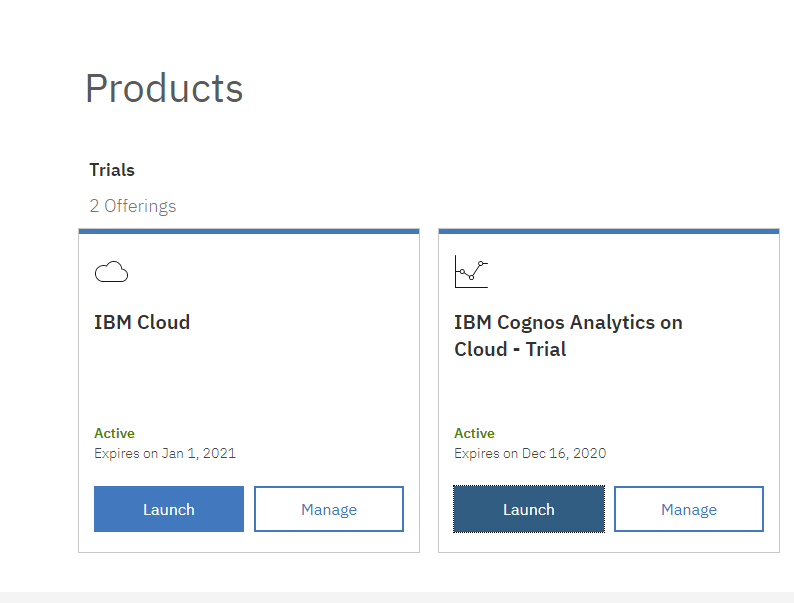 Products
Trials
2 Offerings
IBM Cloud
Active
Expires on Jan 1, 2021
Launch
Manage
IBM Cognos Analytics on
Cloud - Trial
Active
Expires on Dec 16, 2020
Launch
Manage